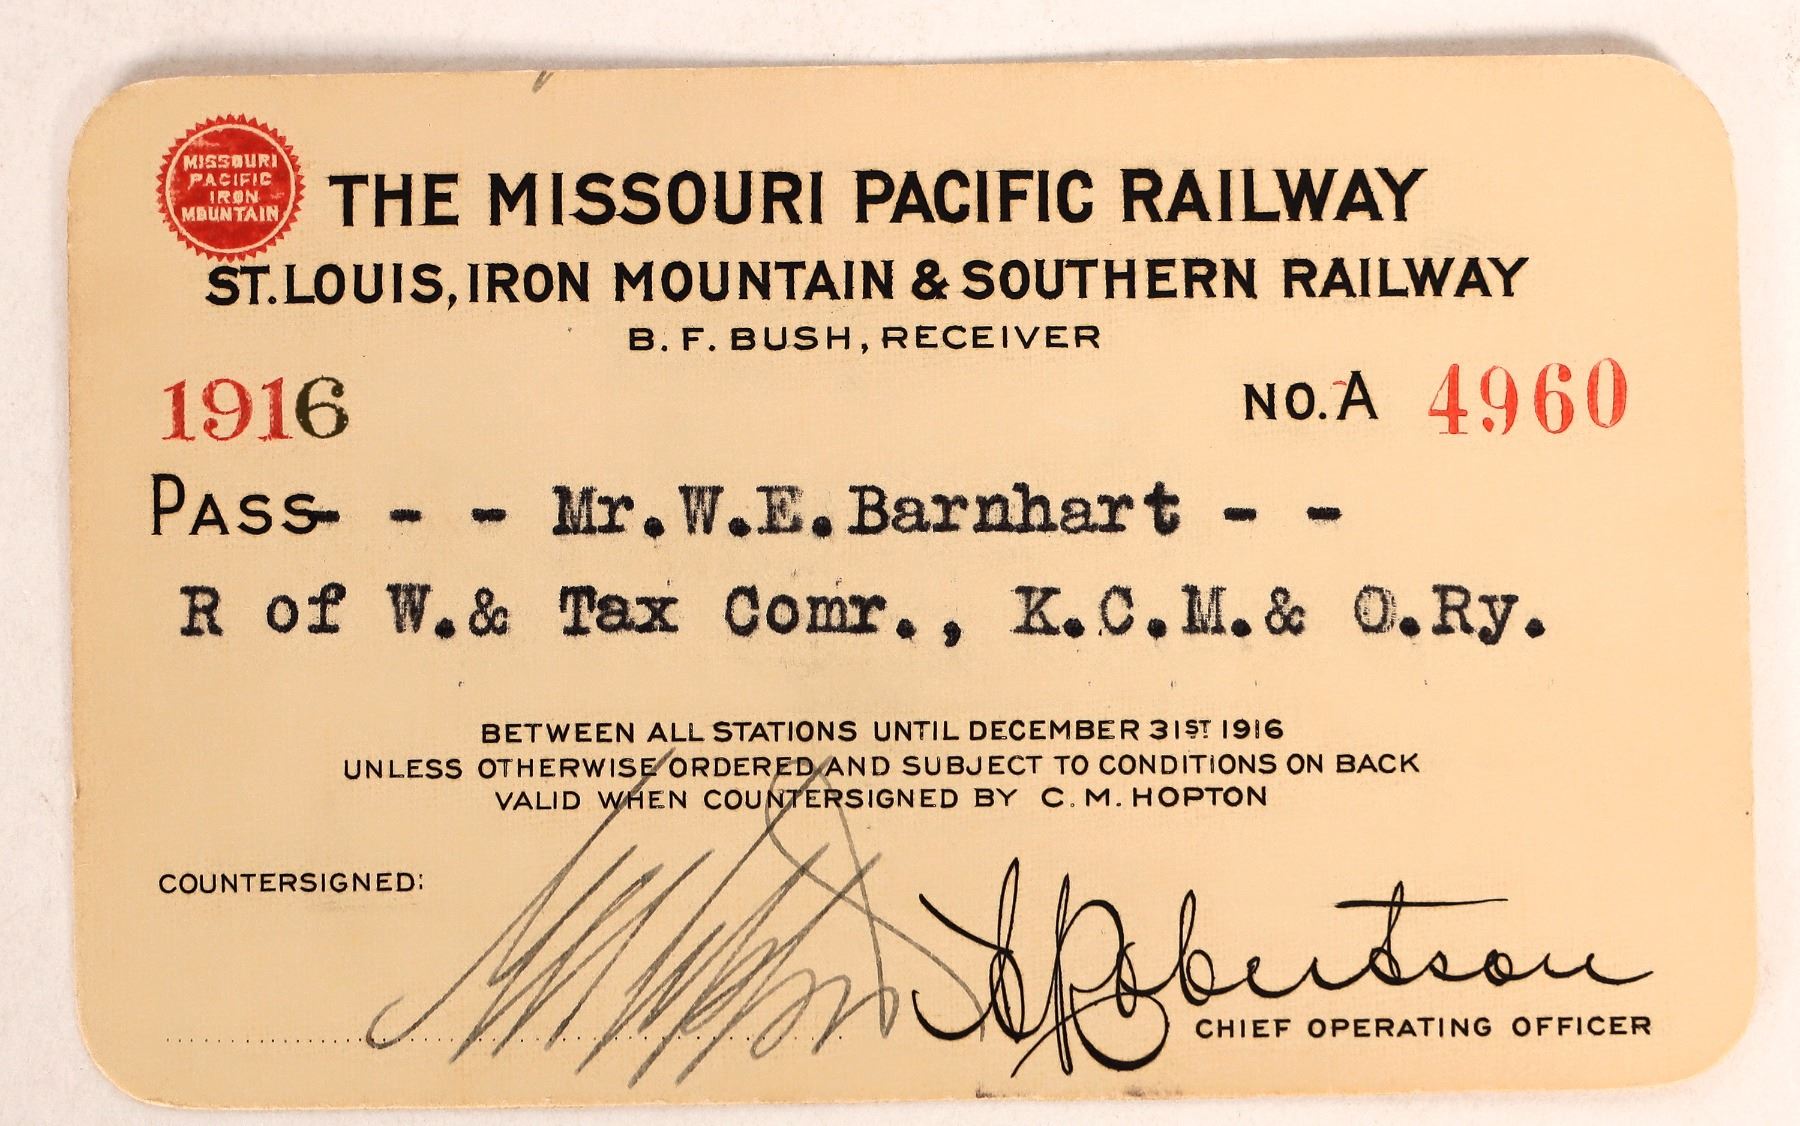 MISSOURI
PACIFIC
IRON
MOUNTAIN
THE MISSOURI PACIFIC RAILWAY
ST. LOUIS, IRON MOUNTAIN & SOUTHERN RAILWAY
B. F. BUSH, RECEIVER
1916 NO. A 4960
PASS - - - Mr. W. E. Barnhart - -
R of W. & Tax Comr., K. C. M. & O. Ry.
BETWEEN ALL STATIONS UNTIL DECEMBER 31ST 1916
UNLESS OTHERWISE ORDERED AND SUBJECT TO CONDITIONS ON BACK
VALID WHEN COUNTERSIGNED BY C. M. HOPTON
COUNTERSIGNED:
C M Hopton
Robertson
CHIEF OPERATING OFFICER